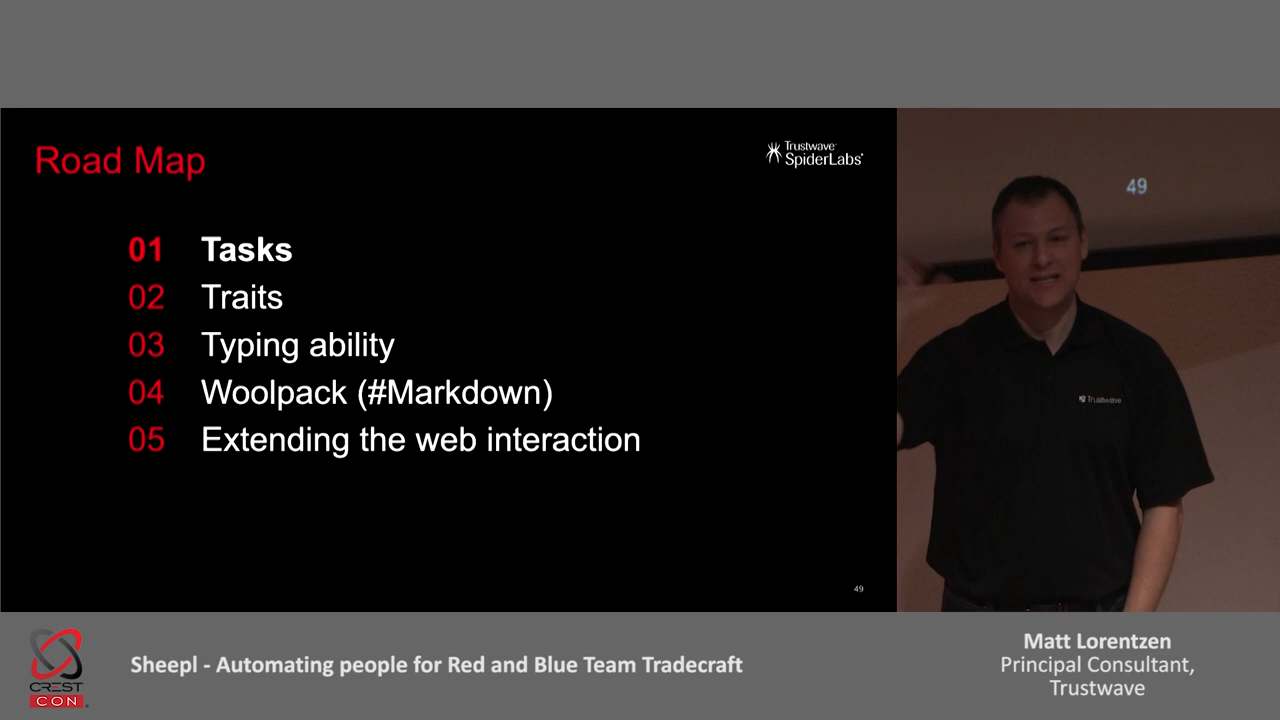 Road Map
Trustwave
SpiderLabs
01 Tasks
02 Traits
03 Typing ability
04 Woolpack (#Markdown)
05 Extending the web interaction
49
49
Trustwave
CREST
CON
Sheepl - Automating people for Red and Blue Team Tradecraft
Matt Lorentzen
Principal Consultant,
Trustwave